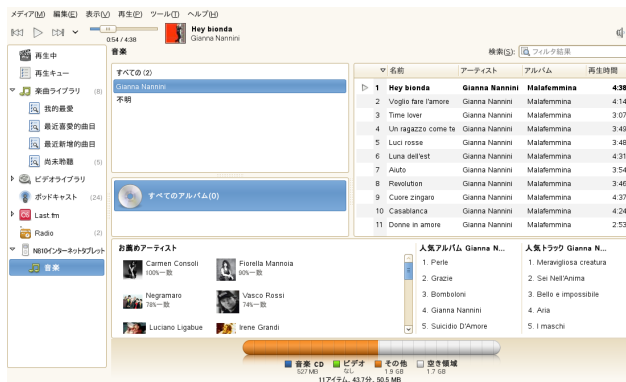 メディア(M) 編集(E) 表示(V) 再生(P) ツール(T) ヘルプ(H)
0:54 / 4:38
Hey bionda
Gianna Nannini
再生中
再生キュー
楽曲ライブラリ (8)
我的最愛
最近喜愛的曲目
最近新增的曲目
尚未聆聽 (5)
ビデオライブラリ
ポッドキャスト (24)
Last.fm
Radio (2)
N810インターネットタブレット
音楽
音楽
検索(S): フィルタ結果
すべての (2)
Gianna Nannini
不明
すべてのアルバム(0)
名前 アーティスト アルバム 再生時間
1 Hey bionda Gianna Nannini Malafemmina 4:38
2 Voglio fare l'amore Gianna Nannini Malafemmina 4:14
3 Time lover Gianna Nannini Malafemmina 3:07
4 Un ragazzo come te Gianna Nannini Malafemmina 3:49
5 Luci rosse Gianna Nannini Malafemmina 3:48
6 Luna dell'est Gianna Nannini Malafemmina 4:31
7 Aiuto Gianna Nannini Malafemmina 3:54
8 Revolution Gianna Nannini Malafemmina 3:46
9 Cuore zingaro Gianna Nannini Malafemmina 4:37
10 Casablanca Gianna Nannini Malafemmina 4:24
11 Donne in amore Gianna Nannini Malafemmina 2:53
お薦めアーティスト
Carmen Consoli
100%一致
Fiorella Mannoia
90%一致
Negramaro
78%一致
Vasco Rossi
74%一致
Luciano Ligabue
Irene Grandi
人気アルバム Gianna N...
1. Perle
2. Grazie
3. Bomboloni
4. Gianna Nannini
5. Suicidio D'Amore
人気トラック Gianna N...
1. Meravigliosa creatura
2. Sei Nell'Anima
3. Bello e impossibile
4. Aria
5. I maschi
音楽 CD ビデオ その他 空き領域
527 MB なし 1.9 GB 1.7 GB
11アイテム、43.7分、50.5 MB